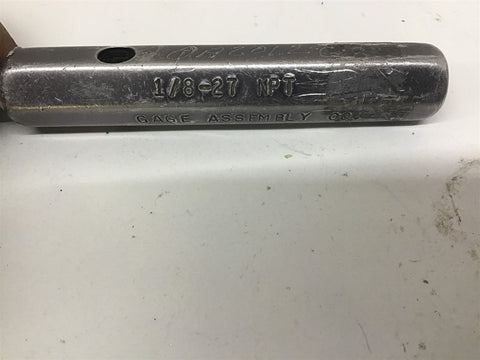 1/8-27 NPT
GAGE ASSEMBLY CO.